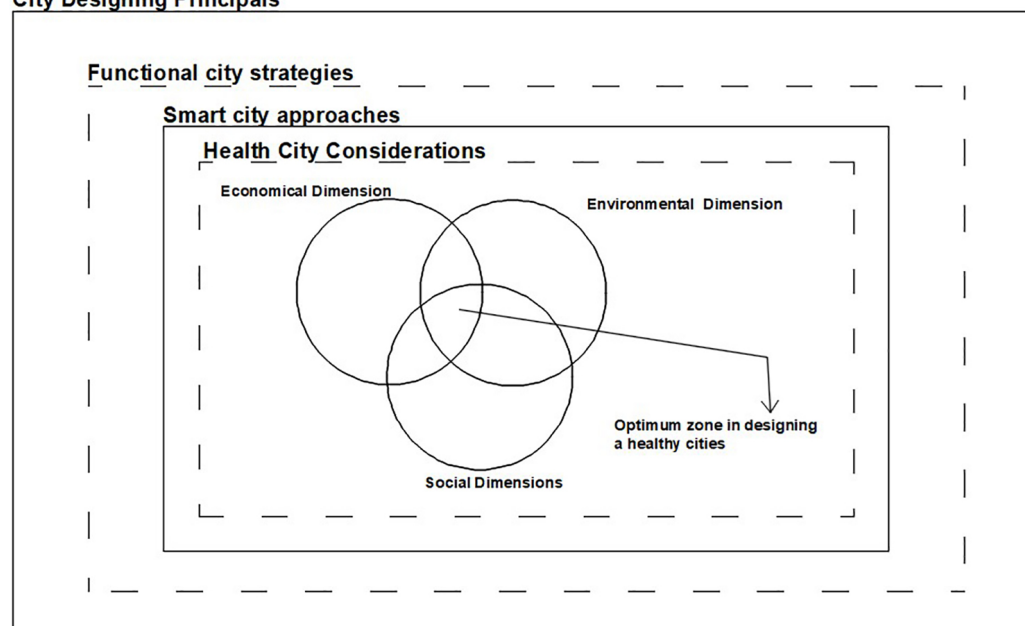 City Designing Principals
Functional city strategies
Smart city approaches
Health City Considerations
Economical Dimension
Environmental Dimension
Optimum zone in designing
a healthy cities
Social Dimensions